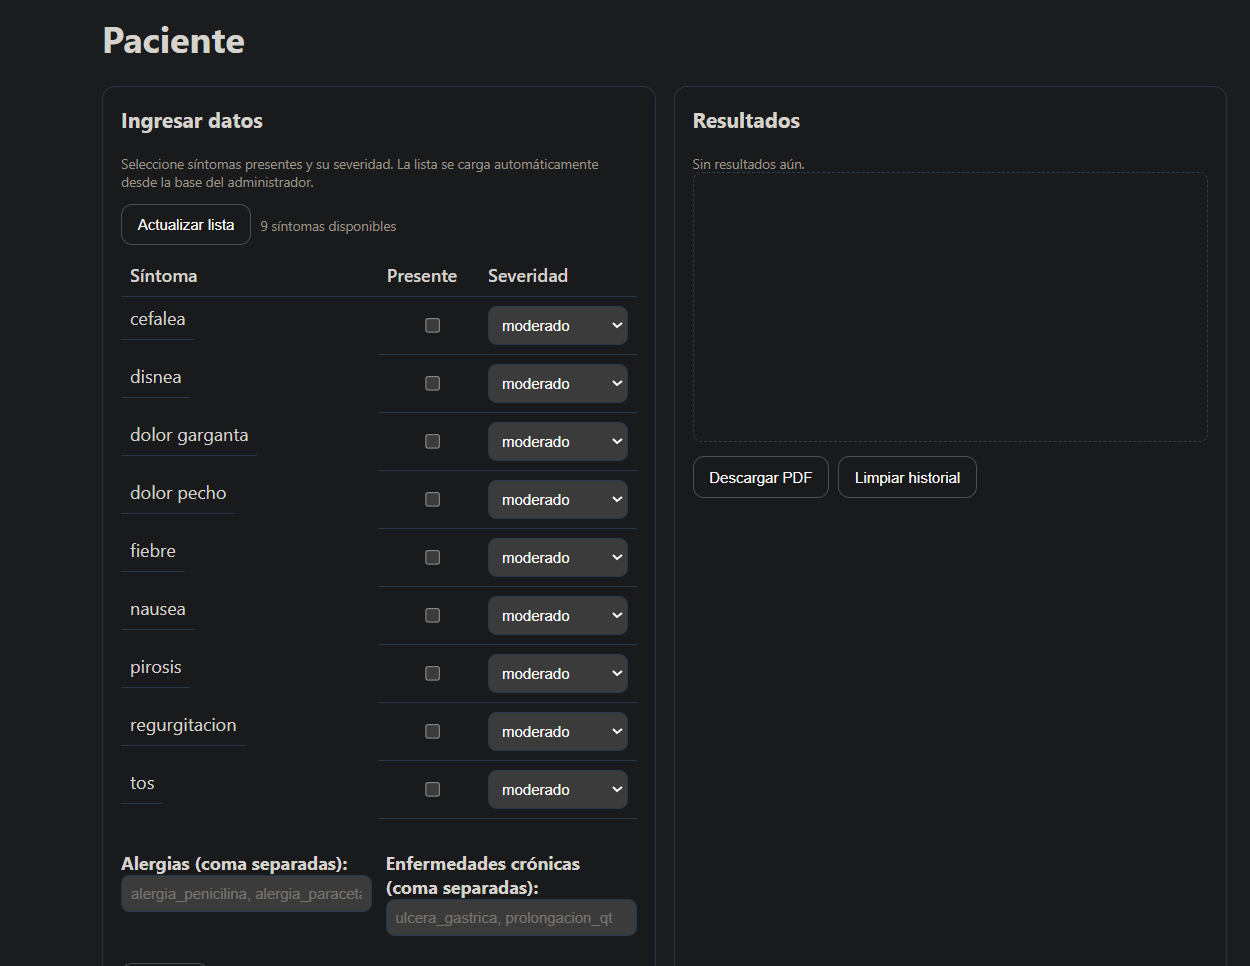 Paciente
Ingresar datos
Seleccione síntomas presentes y su severidad. La lista se carga automáticamente
desde la base del administrador.
Actualizar lista 9 síntomas disponibles
Síntoma Presente Severidad
cefalea moderado
disnea moderado
dolor garganta moderado
dolor pecho moderado
fiebre moderado
nausea moderado
pirosis moderado
regurgitacion moderado
tos moderado
Alergias (coma separadas):
alergia_penicilina, alergia_paraceta
Enfermedades crónicas
(coma separadas):
ulcera_gastrica, prolongacion_qt
Resultados
Sin resultados aún.
Descargar PDF Limpiar historial